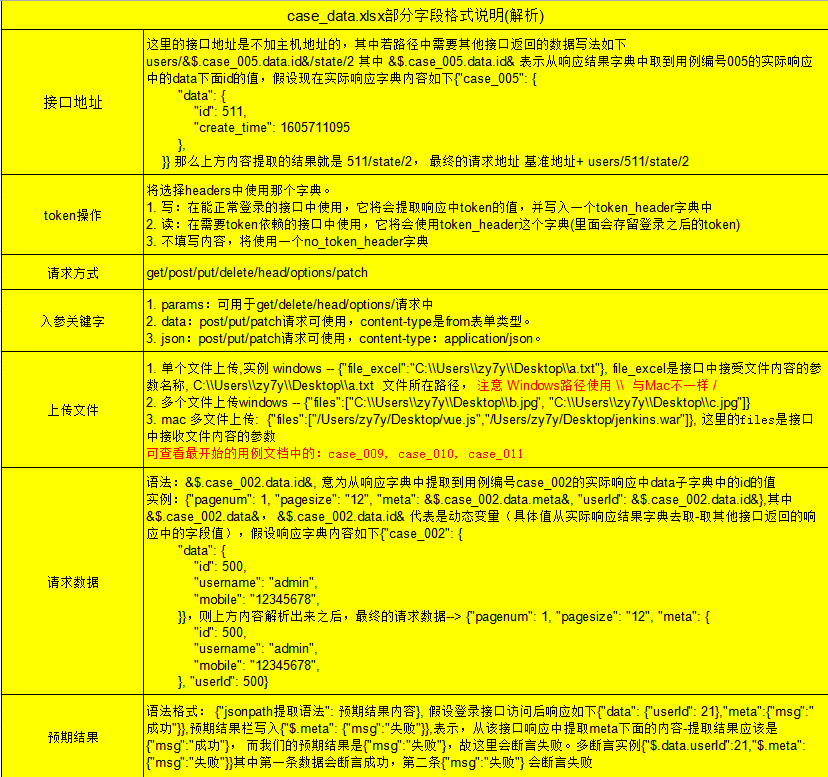 case_data.xlsx部分字段格式说明(解析)
接口地址
这里的接口地址是不加主机地址的，其中若路径中需要其他接口返回的数据写法如下
users/&$.case_005.data.id&/state/2 其中 &$.case_005.data.id& 表示从响应结果字典中取到用例编号005的实际响应
中的data下面id的值，假设现在实际响应字典内容如下{"case_005": {
"data": {
"id": 511,
"create_time": 1605711095
},
}} 那么上方内容提取的结果就是 511/state/2， 最终的请求地址 基准地址+ users/511/state/2
token操作
将选择headers中使用那个字典。
1. 写：在能正常登录的接口中使用，它将会提取响应中token的值，并写入一个token_header字典中
2. 读：在需要token依赖的接口中使用，它将会使用token_header这个字典(里面会存留登录之后的token)
3. 不填写内容，将使用一个no_token_header字典
请求方式
get/post/put/delete/head/options/patch
入参关键字
1. params：可用于get/delete/head/options/请求中
2. data：post/put/patch请求可使用，content-type是from表单类型。
3. json：post/put/patch请求可使用，content-type：application/json。
上传文件
1. 单个文件上传,实例 windows -- {"file_excel":"C:\\Users\\zy7y\\Desktop\\a.txt"}, file_excel是接口中接受文件内容的参
数名称, C:\\Users\\zy7y\\Desktop\\a.txt 文件所在路径， 注意 Windows路径使用 \\ 与Mac不一样 /
2. 多个文件上传windows -- {"files":["C:\\Users\\zy7y\\Desktop\\b.jpg", "C:\\Users\\zy7y\\Desktop\\c.jpg"]}
3. mac 多文件上传: {"files":["/Users/zy7y/Desktop/vue.js","/Users/zy7y/Desktop/jenkins.war"]}, 这里的files是接口
中接收文件内容的参数
可查看最开始的用例文档中的：case_009, case_010, case_011
请求数据
语法：&$.case_002.data.id&, 意为从响应字典中提取到用例编号case_002的实际响应中data子字典中的id的值
实例：{"pagenum": 1, "pagesize": "12", "meta": &$.case_002.data.meta&, "userId": &$.case_002.data.id&},其中
&$.case_002.data&， &$.case_002.data.id& 代表是动态变量（具体值从实际响应结果字典去取-取其他接口返回的响
应中的字段值），假设响应字典内容如下{"case_002": {
"data": {
"id": 500,
"username": "admin",
"mobile": "12345678",
}}，则上方内容解析出来之后，最终的请求数据--> {"pagenum": 1, "pagesize": "12", "meta": {
"id": 500,
"username": "admin",
"mobile": "12345678",
}, "userId": 500}
预期结果
语法格式： {"jsonpath提取语法": 预期结果内容}, 假设登录接口访问后响应如下{"data": {"userId": 21},"meta":{"msg":"
成功"}},预期结果栏写入{"$.meta": {"msg":"失败"}},表示，从该接口响应中提取meta下面的内容-提取结果应该是
{"msg":"成功"}， 而我们的预期结果是{"msg":"失败"}，故这里会断言失败。多断言实例{"$.data.userId":21,"$.meta":
{"msg":"失败"}}其中第一条数据会断言成功，第二条{"msg":"失败"} 会断言失败